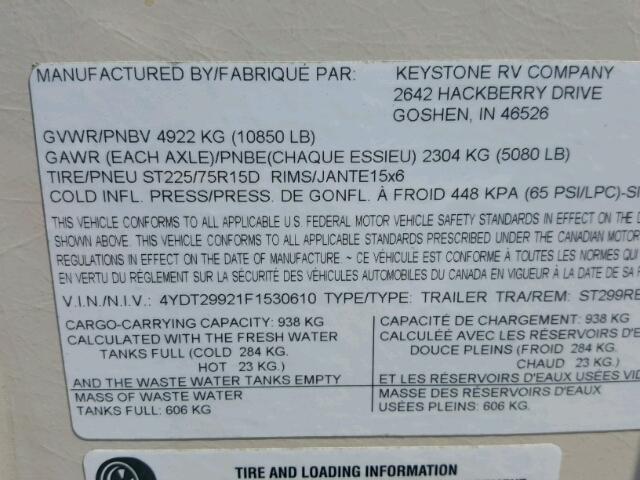 MANUFACTURED BY/FABRIQUÉ PAR: KEYSTONE RV COMPANY
2642 HACKBERRY DRIVE
GOSHEN, IN 46526
GVWR/PNBV 4922 KG (10850 LB)
GAWR (EACH AXLE)/PNBE(CHAQUE ESSIEU) 2304 KG (5080 LB)
TIRE/PNEU ST225/75R15D RIMS/JANTE15x6
COLD INFL. PRESS/PRESS. DE GONFL. À FROID 448 KPA (65 PSI/LPC)-SI
THIS VEHICLE CONFORMS TO ALL APPLICABLE U.S. FEDERAL MOTOR VEHICLE SAFETY STANDARDS IN EFFECT ON THE D
SHOWN ABOVE. THIS VEHICLE CONFORMS TO ALL APPLICABLE STANDARDS PRESCRIBED UNDER THE CANADIAN MOTOR
REGULATIONS IN EFFECT ON THE DATE OF MANUFACTURE ~ CE VÉHICULE EST CONFORME À TOUTES LES NORMES QUI
EN VERTU DU RÈGLEMENT SUR LA SÉCURITÉ DES VÉHICULES AUTOMOBILES DU CANADA EN VIGUEUR À LA DATE DE SA F
V.I.N./N.I.V.: 4YDT29921F1530610 TYPE/TYPE: TRAILER TRA/REM: ST299RE
CARGO-CARRYING CAPACITY: 938 KG
CALCULATED WITH THE FRESH WATER
TANKS FULL (COLD 284 KG.
HOT 23 KG.)
AND THE WASTE WATER TANKS EMPTY
MASS OF WASTE WATER
TANKS FULL: 606 KG
CAPACITÉ DE CHARGEMENT: 938 KG
CALCULÉE AVEC LES RÉSERVOIRS D'E
DOUCE PLEINS (FROID 284 KG.
CHAUD 23 KG.)
ET LES RÉSERVOIRS D'EAUX USÉES VID
MASSE DES RÉSERVOIRS D'EAUX
USÉES PLEINS: 606 KG.
TIRE AND LOADING INFORMATION